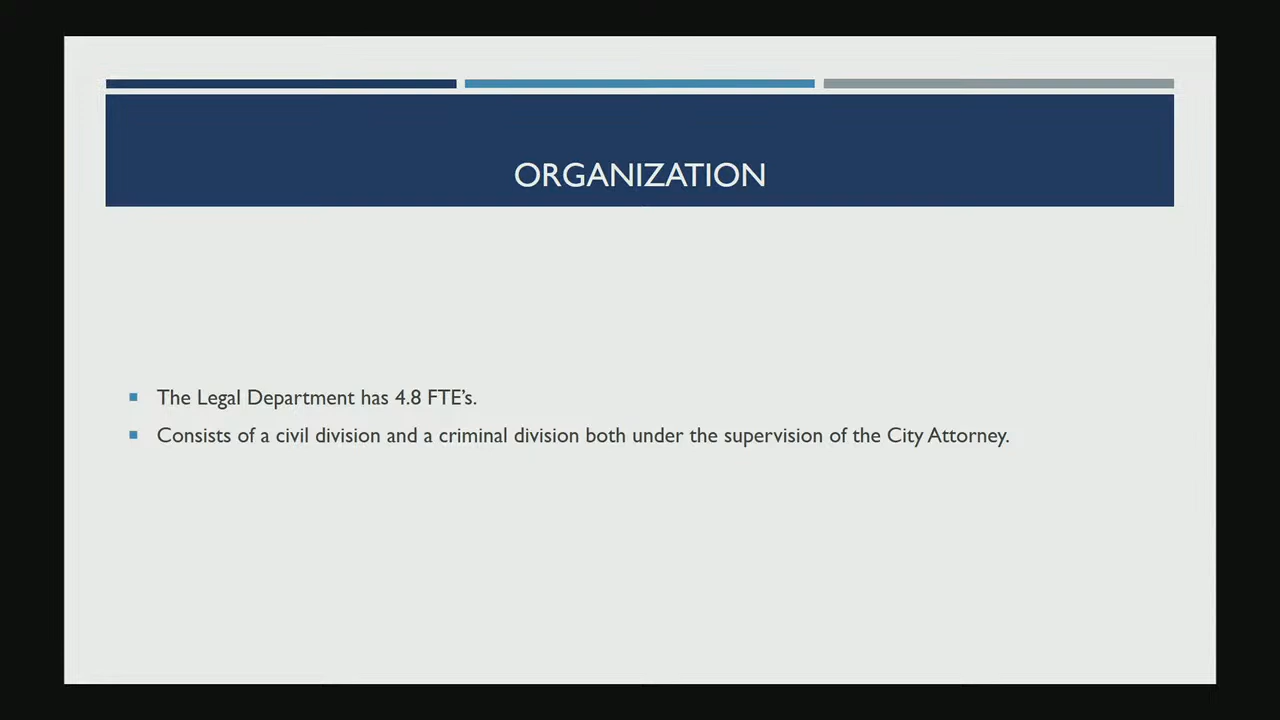 ORGANIZATION
The Legal Department has 4.8 FTE's.
Consists of a civil division and a criminal division both under the supervision of the City Attorney.